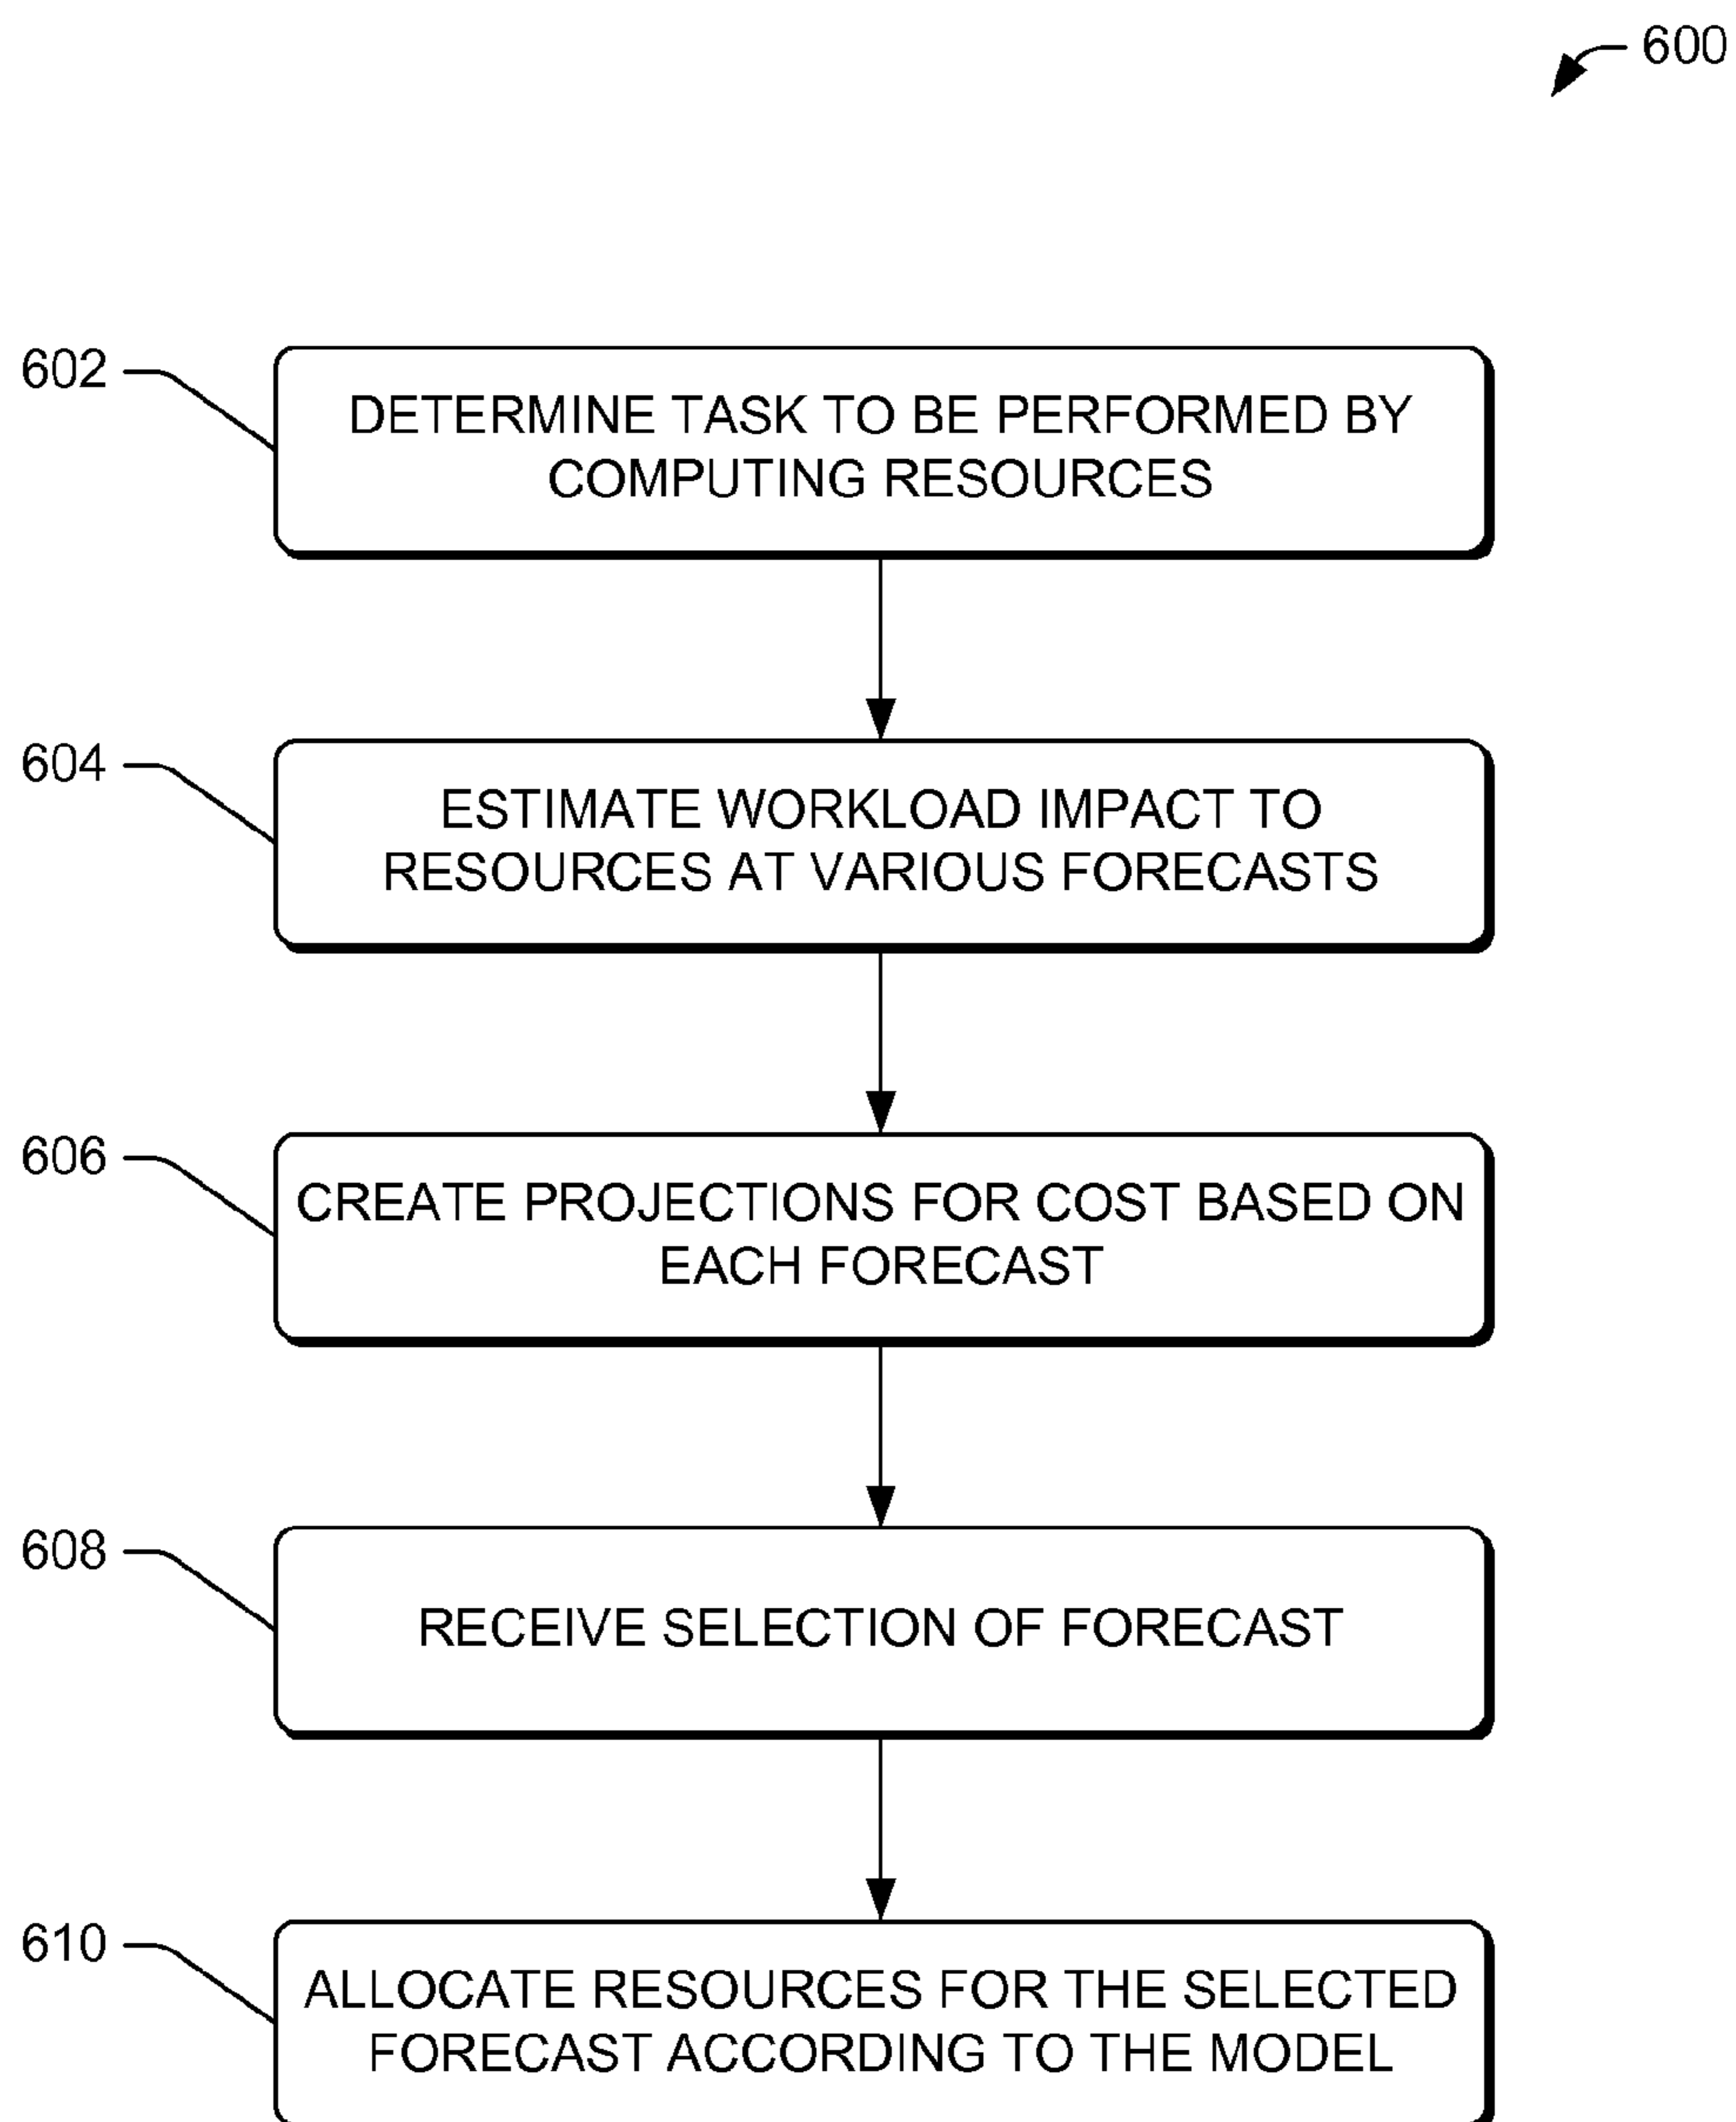 600
602
DETERMINE TASK TO BE PERFORMED BY
COMPUTING RESOURCES
604
ESTIMATE WORKLOAD IMPACT TO
RESOURCES AT VARIOUS FORECASTS
606
CREATE PROJECTIONS FOR COST BASED ON
EACH FORECAST
608
RECEIVE SELECTION OF FORECAST
610
ALLOCATE RESOURCES FOR THE SELECTED
FORECAST ACCORDING TO THE MODEL